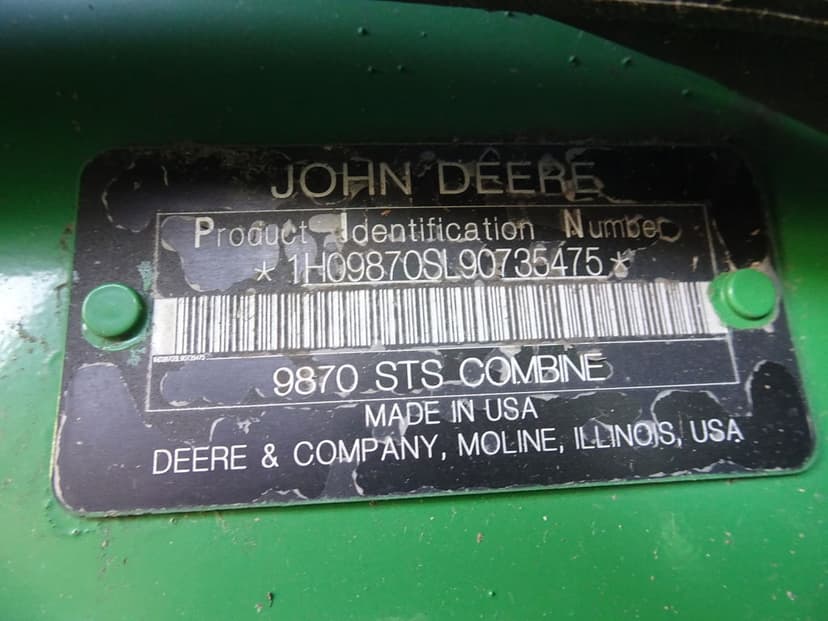 JOHN DEERE
Product Identification Number
*1H09870SL90735475*
9870 STS COMBINE
MADE IN USA
DEERE & COMPANY, MOLINE, ILLINOIS, USA